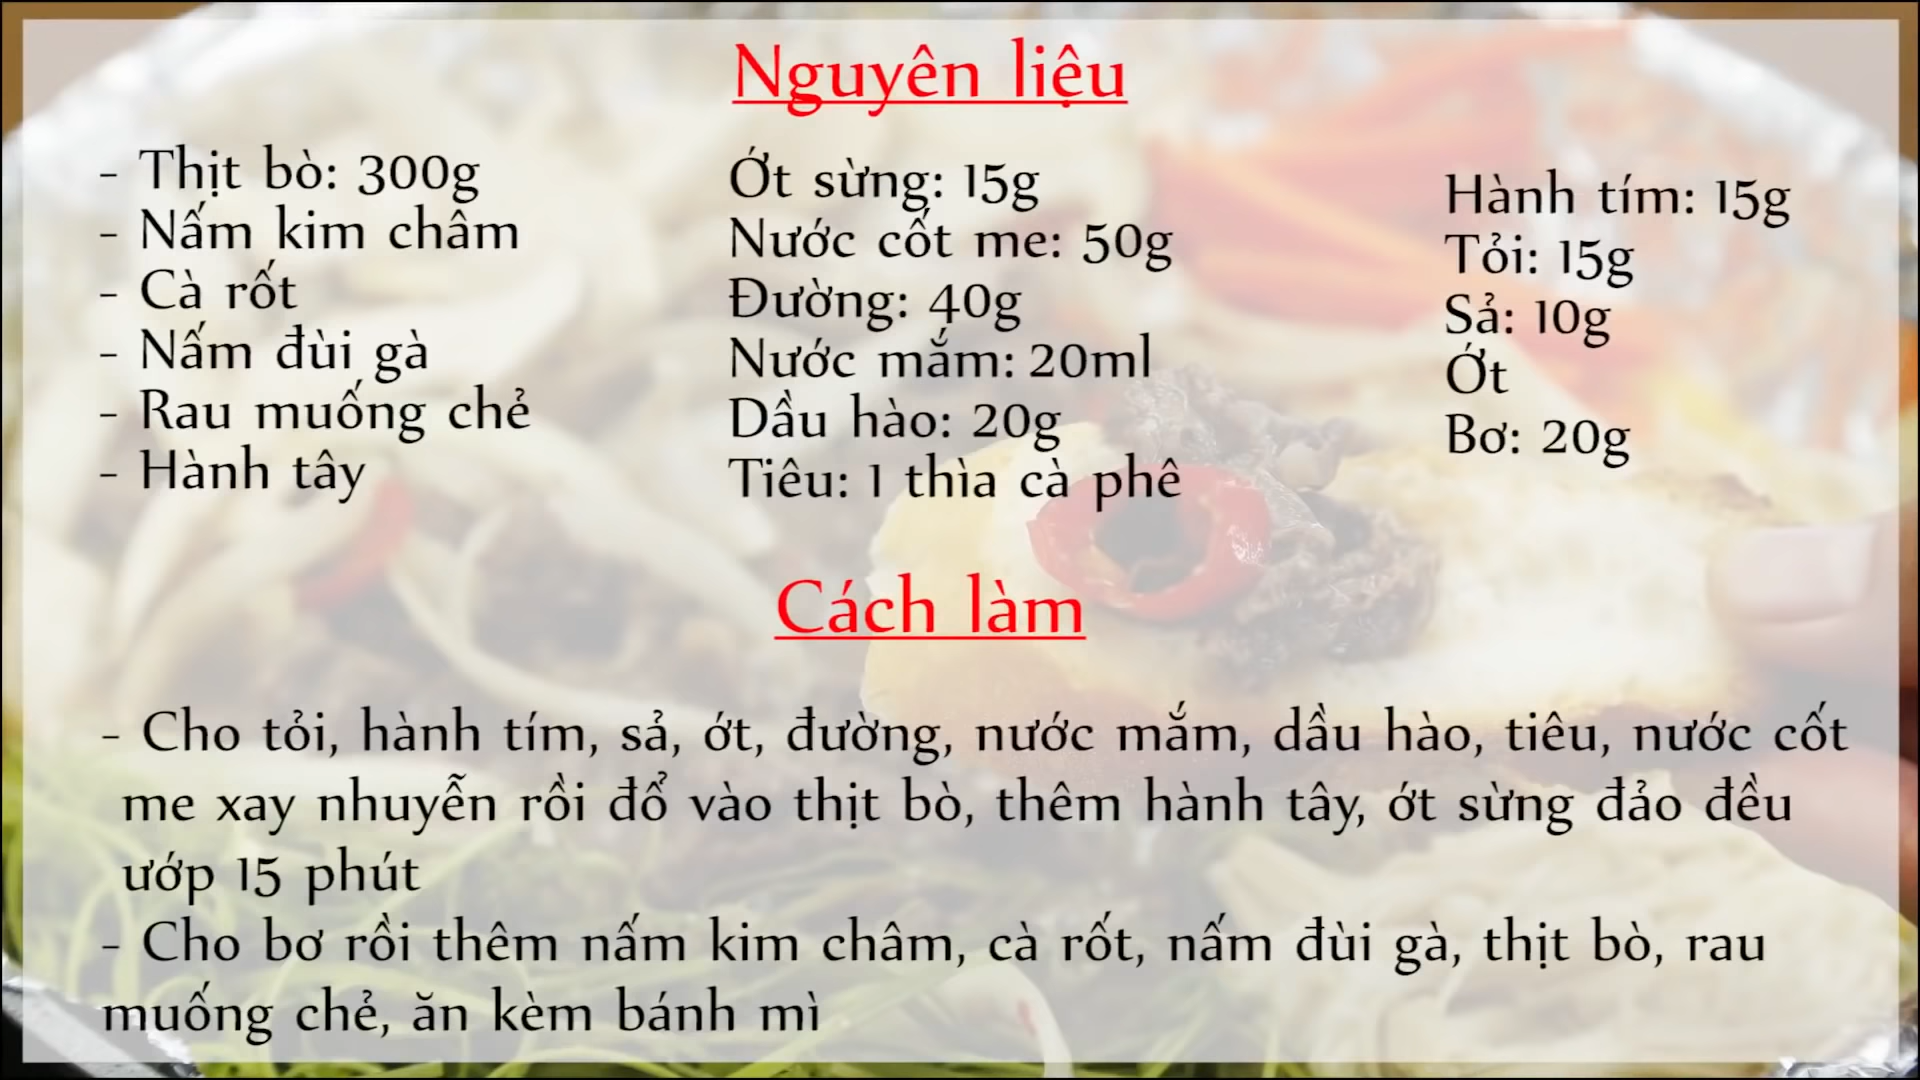 Nguyên liệu
- Thịt bò: 300g
- Nấm kim châm
- Cà rốt
- Nấm đùi gà
- Rau muống chẻ
- Hành tây
Ớt sừng: 15g
Nước cốt me: 50g
Đường: 40g
Nước mắm: 20ml
Dầu hào: 20g
Tiêu: 1 thìa cà phê
Hành tím: 15g
Tỏi: 15g
Sả: 10g
Ớt
Bơ: 20g
Cách làm
- Cho tỏi, hành tím, sả, ớt, đường, nước mắm, dầu hào, tiêu, nước cốt
me xay nhuyễn rồi đổ vào thịt bò, thêm hành tây, ớt sừng đảo đều
ướp 15 phút
- Cho bơ rồi thêm nấm kim châm, cà rốt, nấm đùi gà, thịt bò, rau
muống chẻ, ăn kèm bánh mì